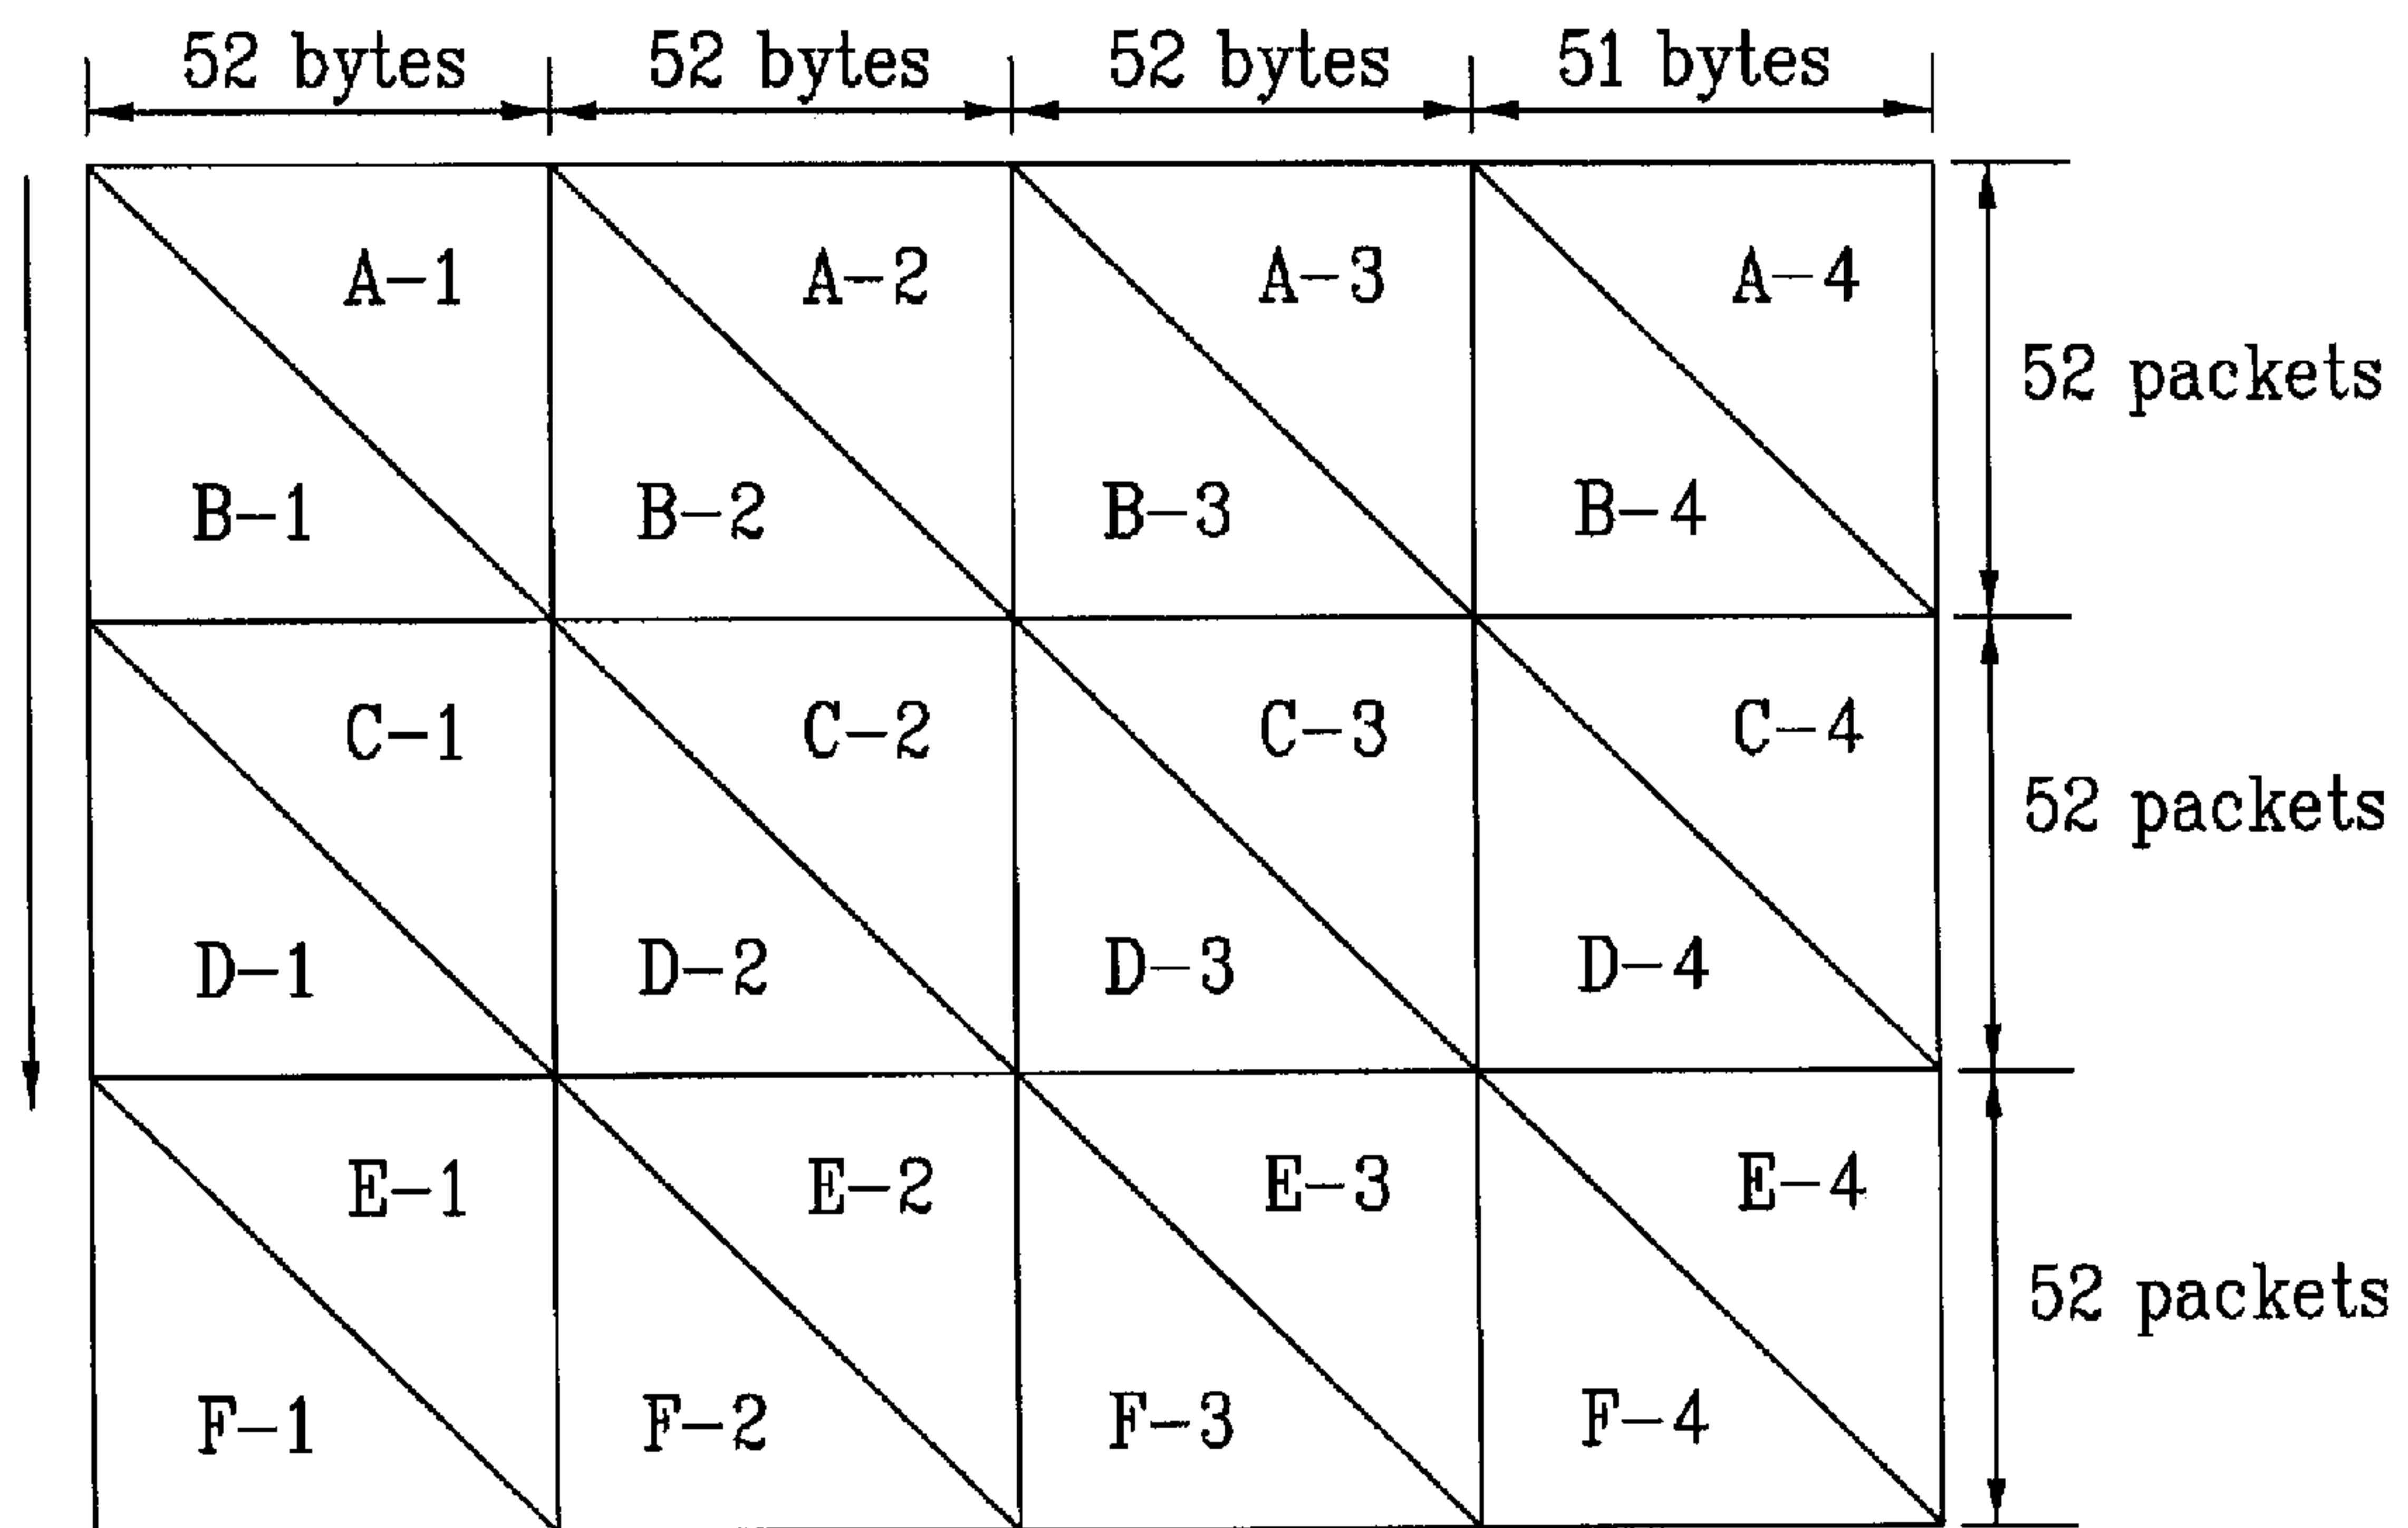 52 bytes 52 bytes 52 bytes 51 bytes
A-1 A-2 A-3 A-4
52 packets
B-1 B-2 B-3 B-4
C-1 C-2 C-3 C-4
52 packets
D-1 D-2 D-3 D-4
E-1 E-2 E-3 E-4
52 packets
F-1 F-2 F-3 F-4